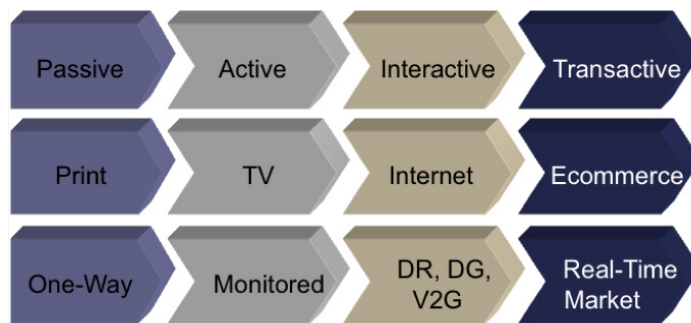 Passive
Active
Interactive
Transactive
Print
TV
Internet
Ecommerce
One-Way
Monitored
DR, DG,
V2G
Real-Time
Market